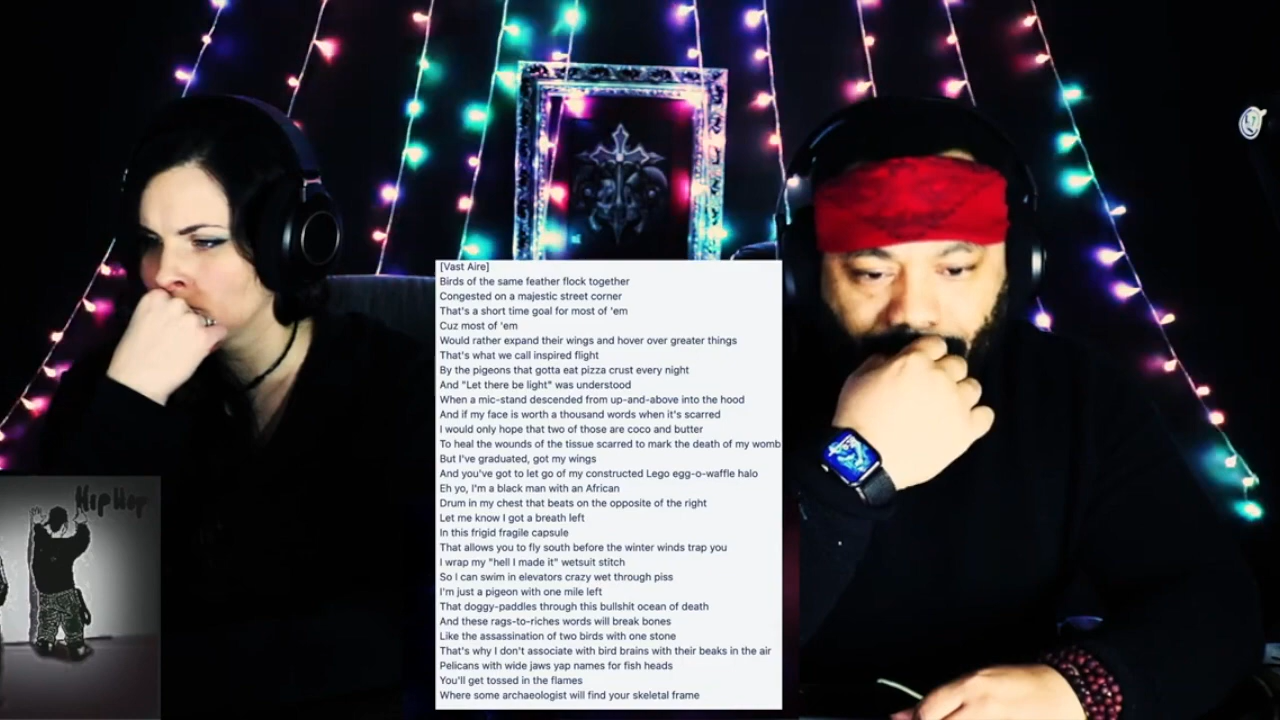 [Vast Aire]
Birds of the same feather flock together
Congested on a majestic street corner
That's a short time goal for most of 'em
Cuz most of 'em
Would rather expand their wings and hover over greater things
That's what we call inspired flight
By the pigeons that gotta eat pizza crust every night
And "Let there be light" was understood
When a mic-stand descended from up-and-above into the hood
And if my face is worth a thousand words when it's scarred
I would only hope that two of those are coco and butter
To heal the wounds of the tissue scarred to mark the death of my womb
But I've graduated, got my wings
And you've got to let go of my constructed Lego egg-o-waffle halo
Eh yo, I'm a black man with an African
Drum in my chest that beats on the opposite of the right
Let me know I got a breath left
In this frigid fragile capsule
That allows you to fly south before the winter winds trap you
I wrap my "hell I made it" wetsuit stitch
So I can swim in elevators crazy wet through piss
I'm just a pigeon with one mile left
That doggy-paddles through this bullshit ocean of death
And these rags-to-riches words will break bones
Like the assassination of two birds with one stone
That's why I don't associate with bird brains with their beaks in the air
Pelicans with wide jaws yap names for fish heads
You'll get tossed in the flames
Where some archaeologist will find your skeletal frame
HIP HOP